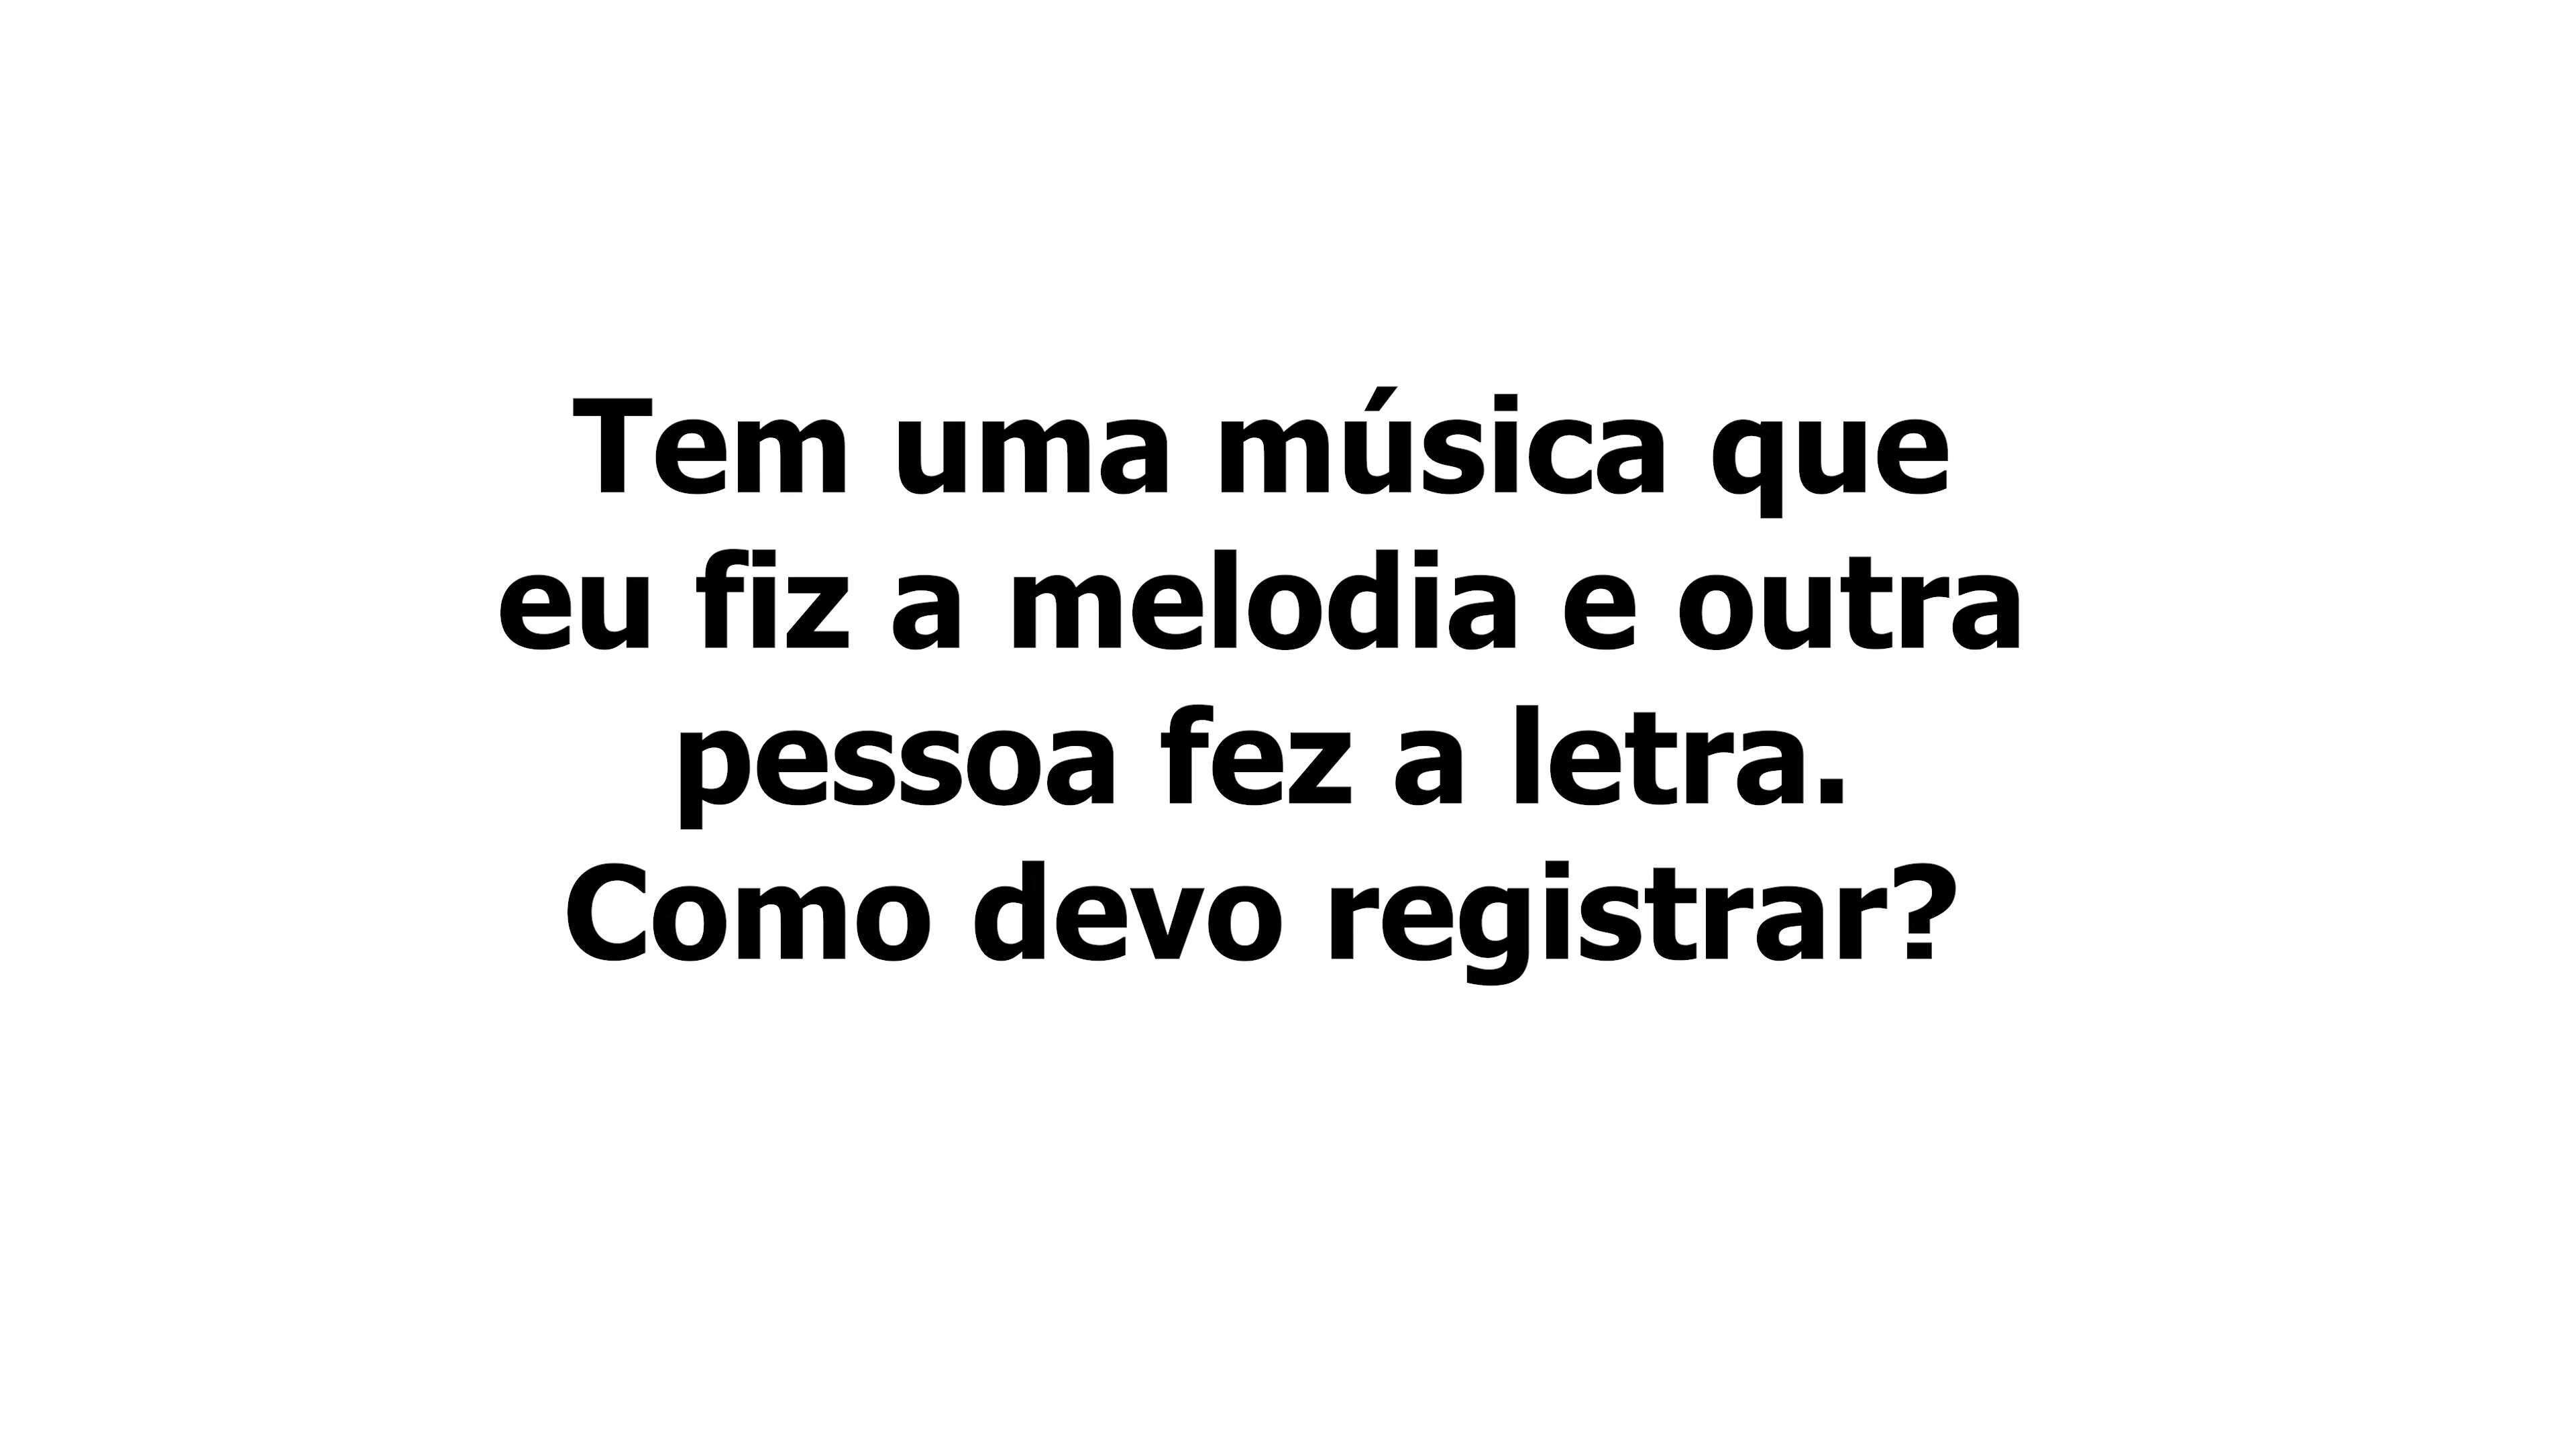 Tem uma música que
eu fiz a melodia e outra
pessoa fez a letra.
Como devo registrar?